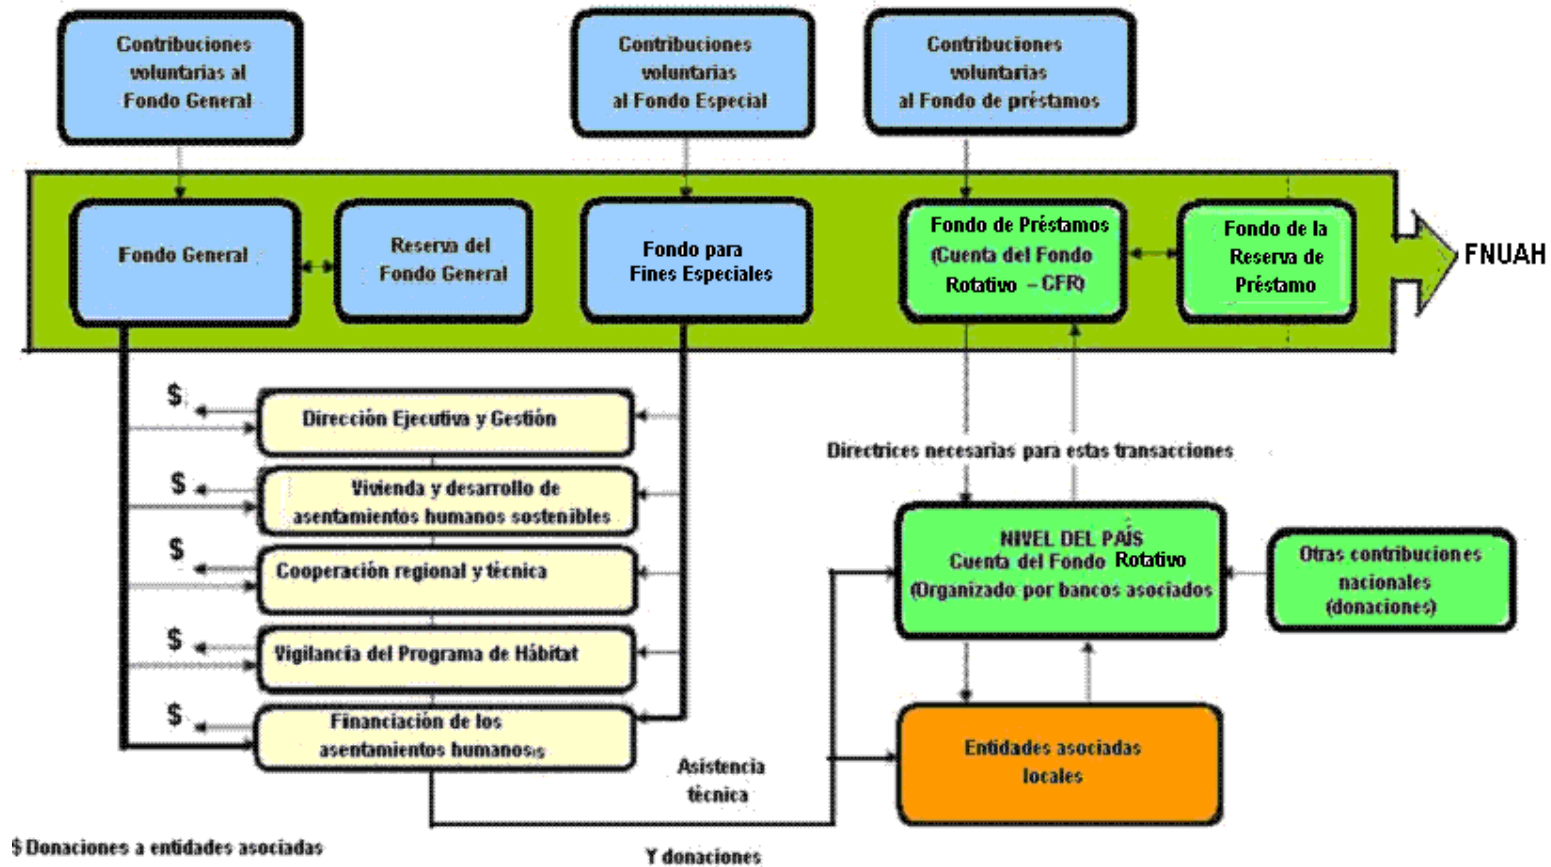 Contribuciones
voluntarias al
Fondo General
Contribuciones
voluntarias
al Fondo Especial
Contribuciones
voluntarias
al Fondo de préstamos
Fondo General
Reserva del
Fondo General
Fondo para
Fines Especiales
Fondo de Préstamos
(Cuenta del Fondo
Rotativo – CFR)
Fondo de la
Reserva de
Préstamo
FNUAH
$
Dirección Ejecutiva y Gestión
$
Vivienda y desarrollo de
asentamientos humanos sostenibles
$
Cooperación regional y técnica
$
Vigilancia del Programa de Hábitat
$
Financiación de los
asentamientos humanos
Directrices necesarias para estas transacciones
NIVEL DEL PAÍS
Cuenta del Fondo Rotativo
(Organizado por bancos asociados
Otras contribuciones
nacionales
(donaciones)
Entidades asociadas
locales
Asistencia
técnica
Y donaciones
$ Donaciones a entidades asociadas